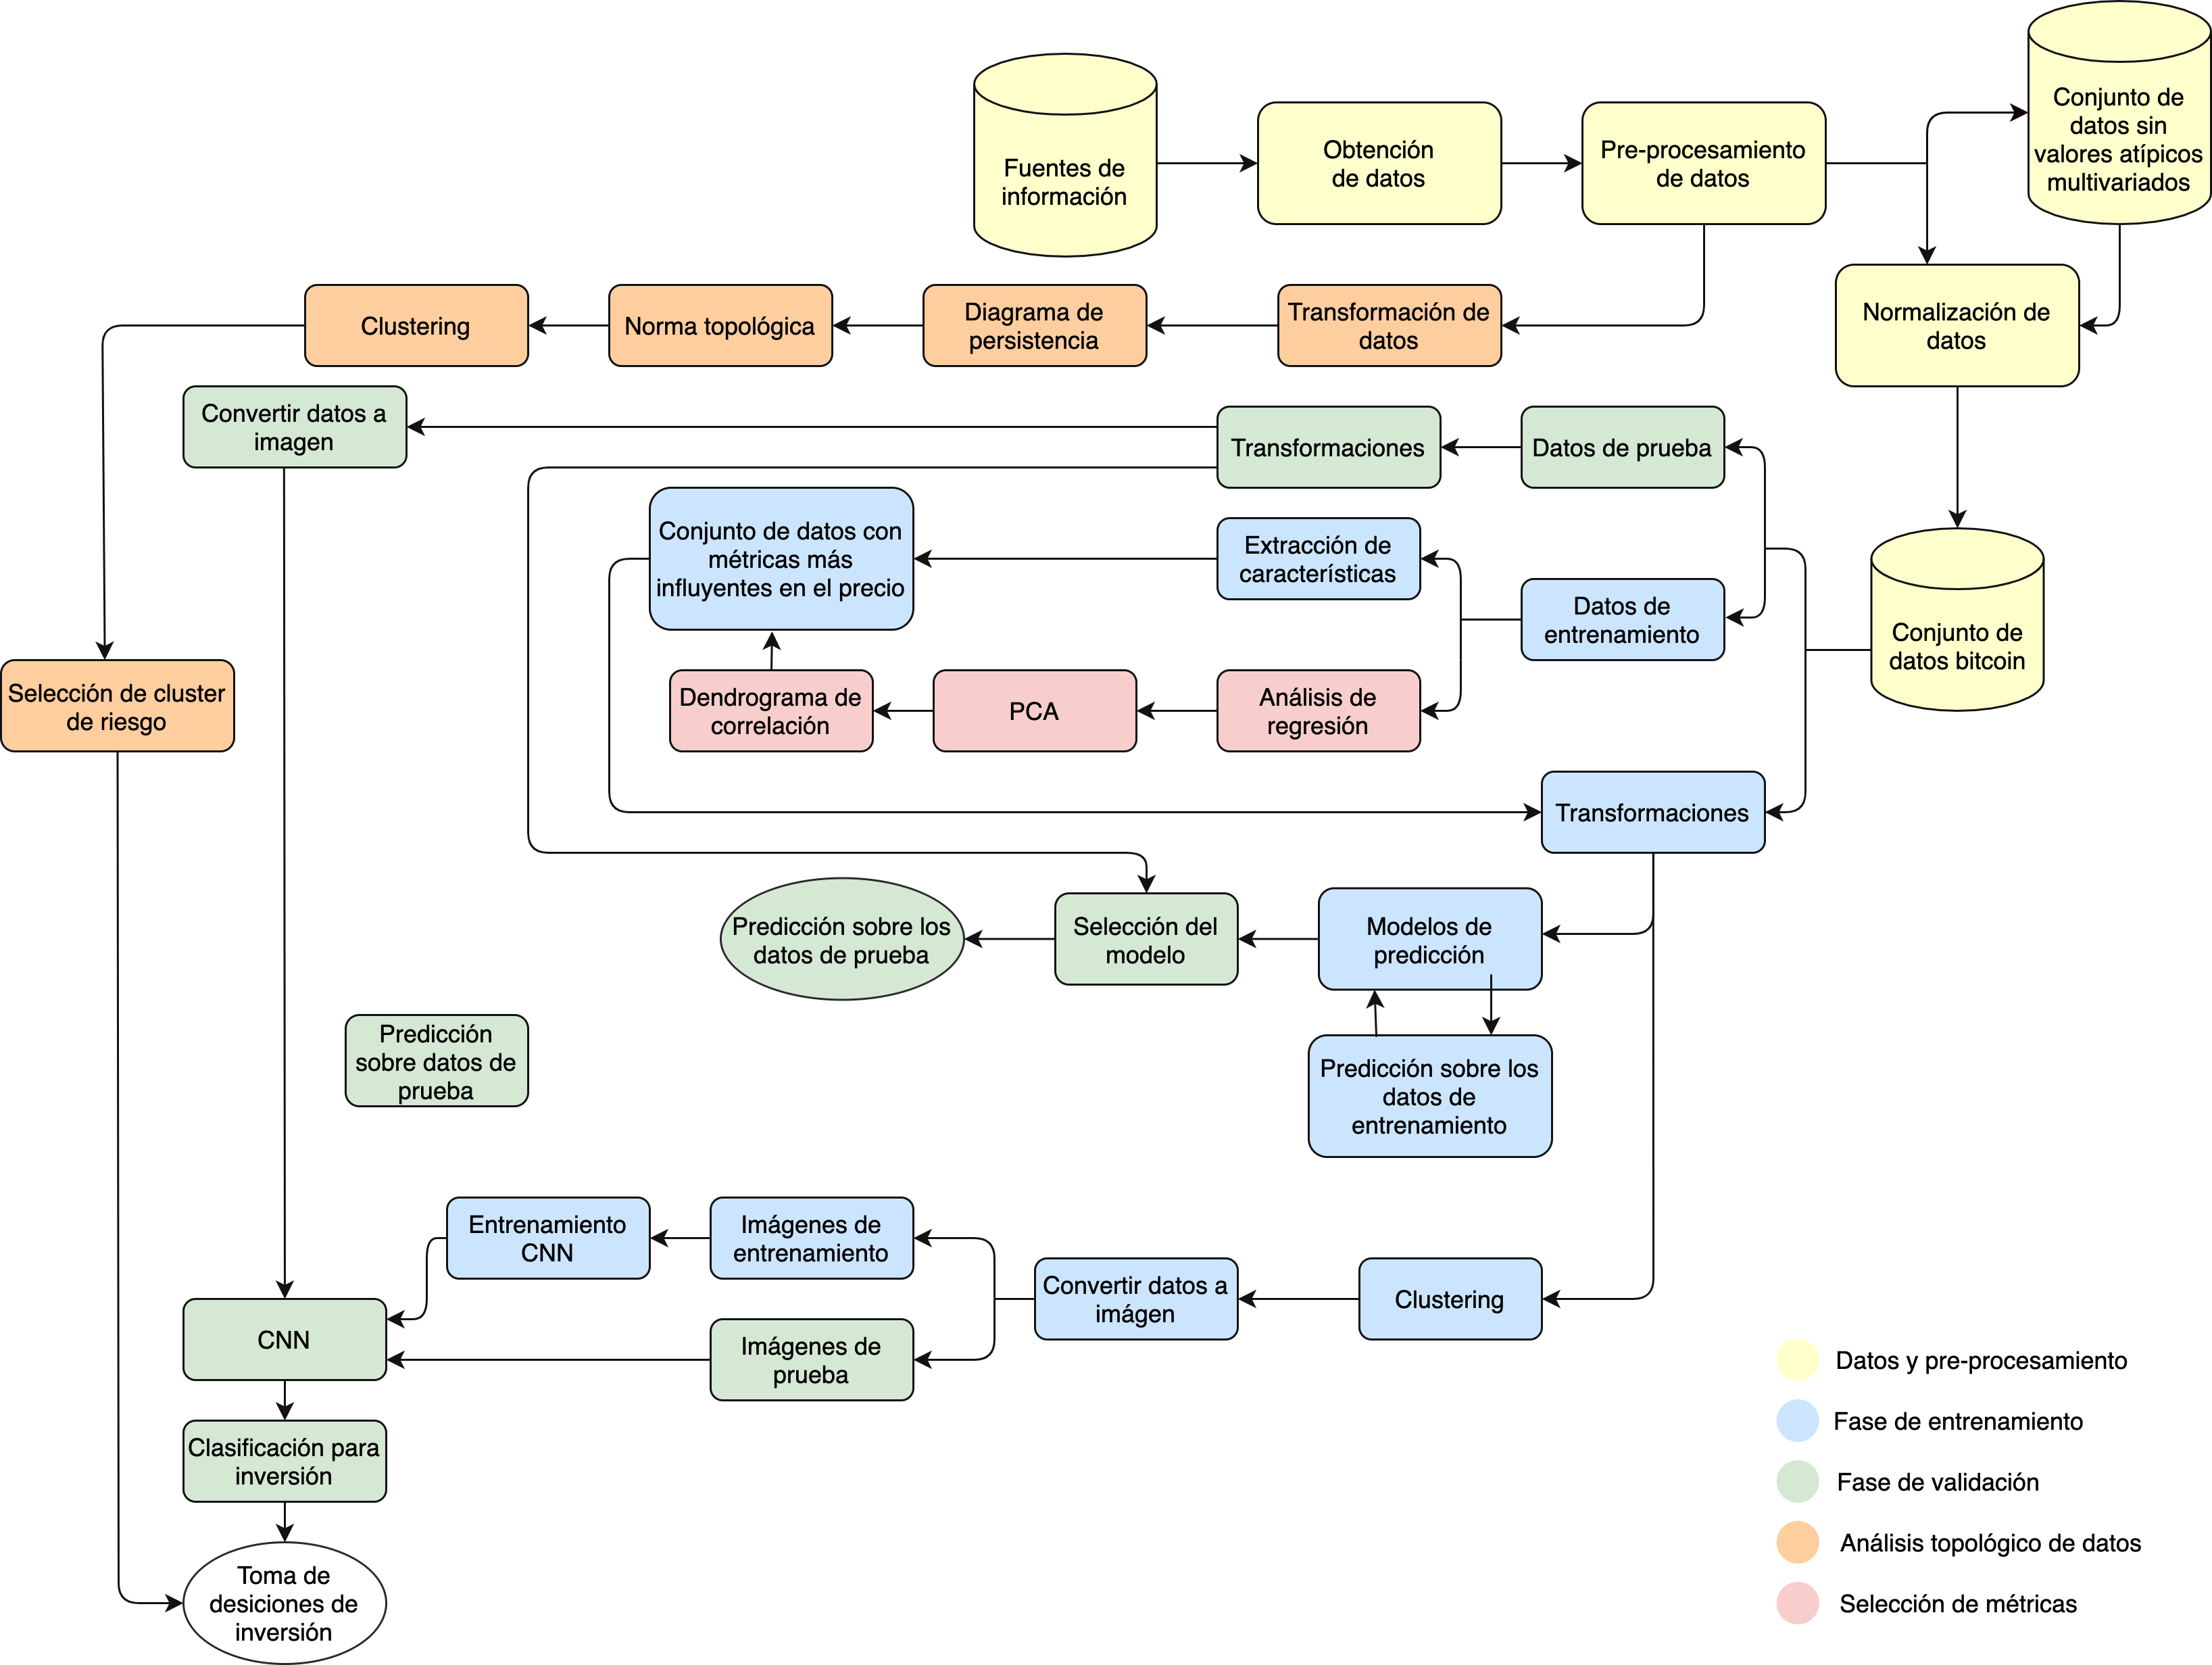 Fuentes de
información
Obtención
de datos
Pre-procesamiento
de datos
Conjunto de
datos sin
valores atípicos
multivariados
Clustering
Norma topológica
Diagrama de
persistencia
Transformación de
datos
Normalización de
datos
Convertir datos a
imagen
Transformaciones
Datos de prueba
Conjunto de datos con
métricas más
influyentes en el precio
Extracción de
características
Datos de
entrenamiento
Conjunto de
datos bitcoin
Selección de cluster
de riesgo
Dendrograma de
correlación
PCA
Análisis de
regresión
Transformaciones
Predicción sobre los
datos de prueba
Selección del
modelo
Modelos de
predicción
Predicción
sobre datos de
prueba
Predicción sobre los
datos de
entrenamiento
Entrenamiento
CNN
Imágenes de
entrenamiento
Convertir datos a
imágen
Clustering
CNN
Imágenes de
prueba
Clasificación para
inversión
Toma de
desiciones de
inversión
Datos y pre-procesamiento
Fase de entrenamiento
Fase de validación
Análisis topológico de datos
Selección de métricas